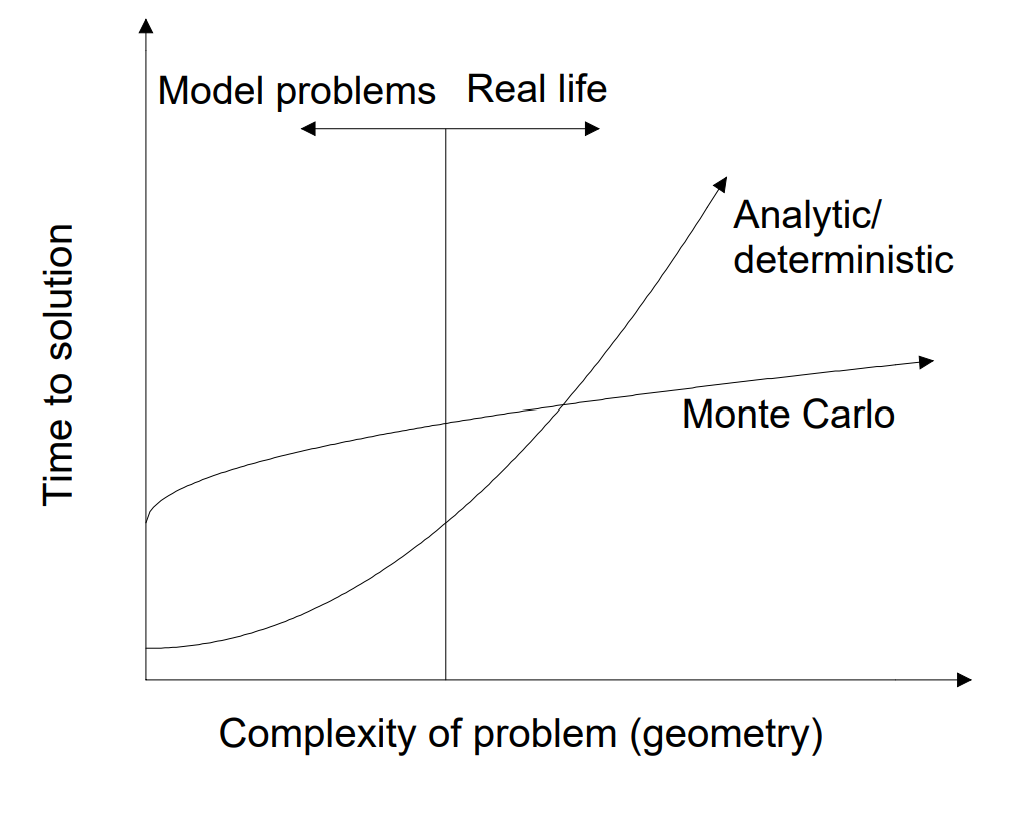 Model problems
Real life
Analytic/
deterministic
Time to solution
Monte Carlo
Complexity of problem (geometry)